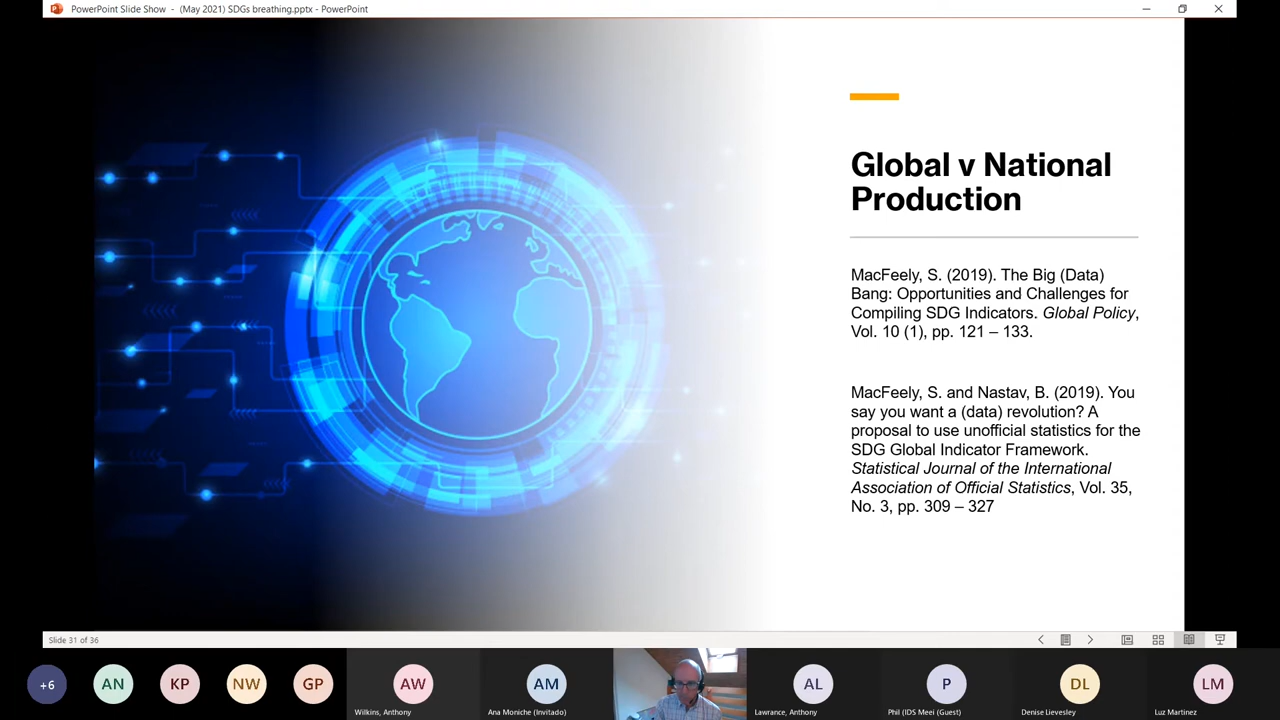 PowerPoint Slide Show - (May 2021) SDGs breathing.pptx - PowerPoint
Global v National
Production
MacFeely, S. (2019). The Big (Data)
Bang: Opportunities and Challenges for
Compiling SDG Indicators. Global Policy,
Vol. 10 (1), pp. 121 – 133.
MacFeely, S. and Nastav, B. (2019). You
say you want a (data) revolution? A
proposal to use unofficial statistics for the
SDG Global Indicator Framework.
Statistical Journal of the International
Association of Official Statistics, Vol. 35,
No. 3, pp. 309 – 327
Slide 31 of 36
+6
AN
KP
NW
GP
AW
AM
AL
P
DL
LM
Wilkins, Anthony
Ana Moniche (Invitado)
Lawrance, Anthony
Phil (IDS Meei (Guest)
Denise Lievesley
Luz Martinez